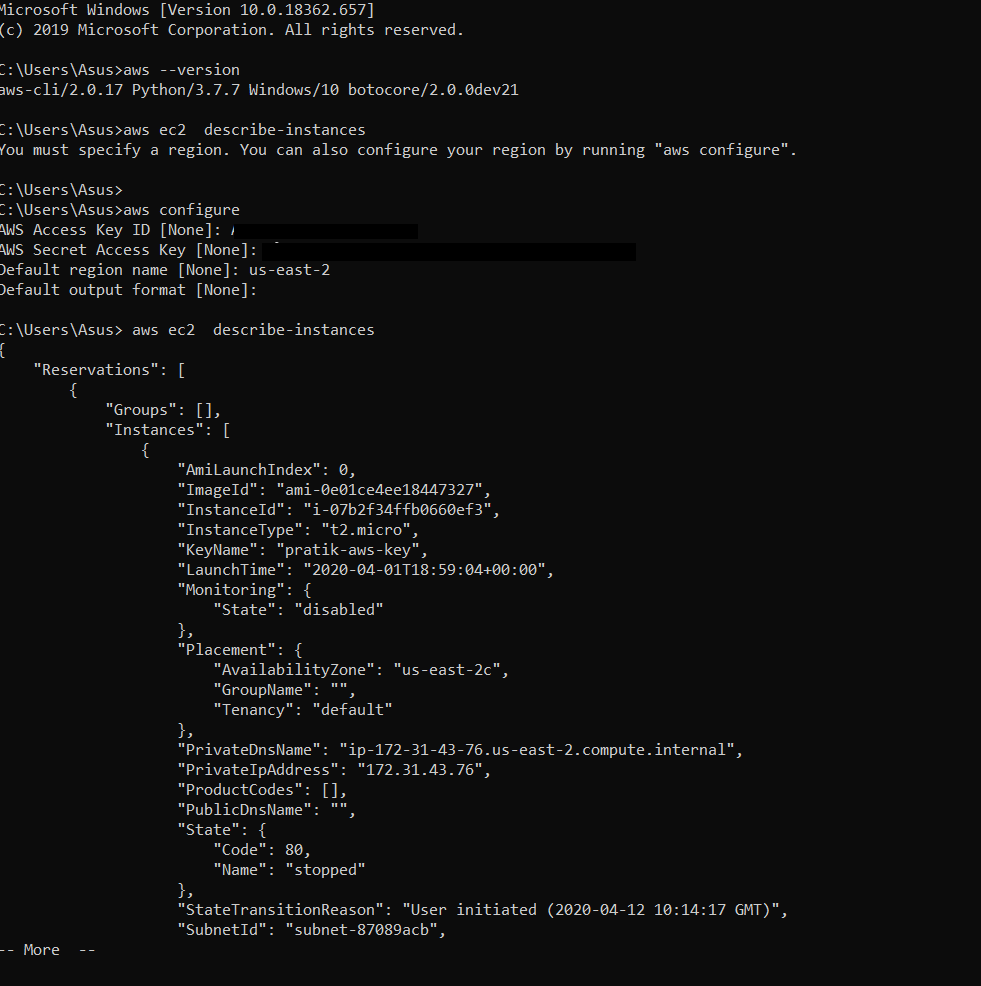 Microsoft Windows [Version 10.0.18362.657]
(c) 2019 Microsoft Corporation. All rights reserved.
C:\Users\Asus>aws --version
aws-cli/2.0.17 Python/3.7.7 Windows/10 botocore/2.0.0dev21
C:\Users\Asus>aws ec2  describe-instances
You must specify a region. You can also configure your region by running "aws configure".
C:\Users\Asus>
C:\Users\Asus>aws configure
AWS Access Key ID [None]:
AWS Secret Access Key [None]:
Default region name [None]: us-east-2
Default output format [None]:
C:\Users\Asus> aws ec2  describe-instances
{
    "Reservations": [
        {
            "Groups": [],
            "Instances": [
                {
                    "AmiLaunchIndex": 0,
                    "ImageId": "ami-0e01ce4ee18447327",
                    "InstanceId": "i-07b2f34ffb0660ef3",
                    "InstanceType": "t2.micro",
                    "KeyName": "pratik-aws-key",
                    "LaunchTime": "2020-04-01T18:59:04+00:00",
                    "Monitoring": {
                        "State": "disabled"
                    },
                    "Placement": {
                        "AvailabilityZone": "us-east-2c",
                        "GroupName": "",
                        "Tenancy": "default"
                    },
                    "PrivateDnsName": "ip-172-31-43-76.us-east-2.compute.internal",
                    "PrivateIpAddress": "172.31.43.76",
                    "ProductCodes": [],
                    "PublicDnsName": "",
                    "State": {
                        "Code": 80,
                        "Name": "stopped"
                    },
                    "StateTransitionReason": "User initiated (2020-04-12 10:14:17 GMT)",
                    "SubnetId": "subnet-87089acb",
-- More  --